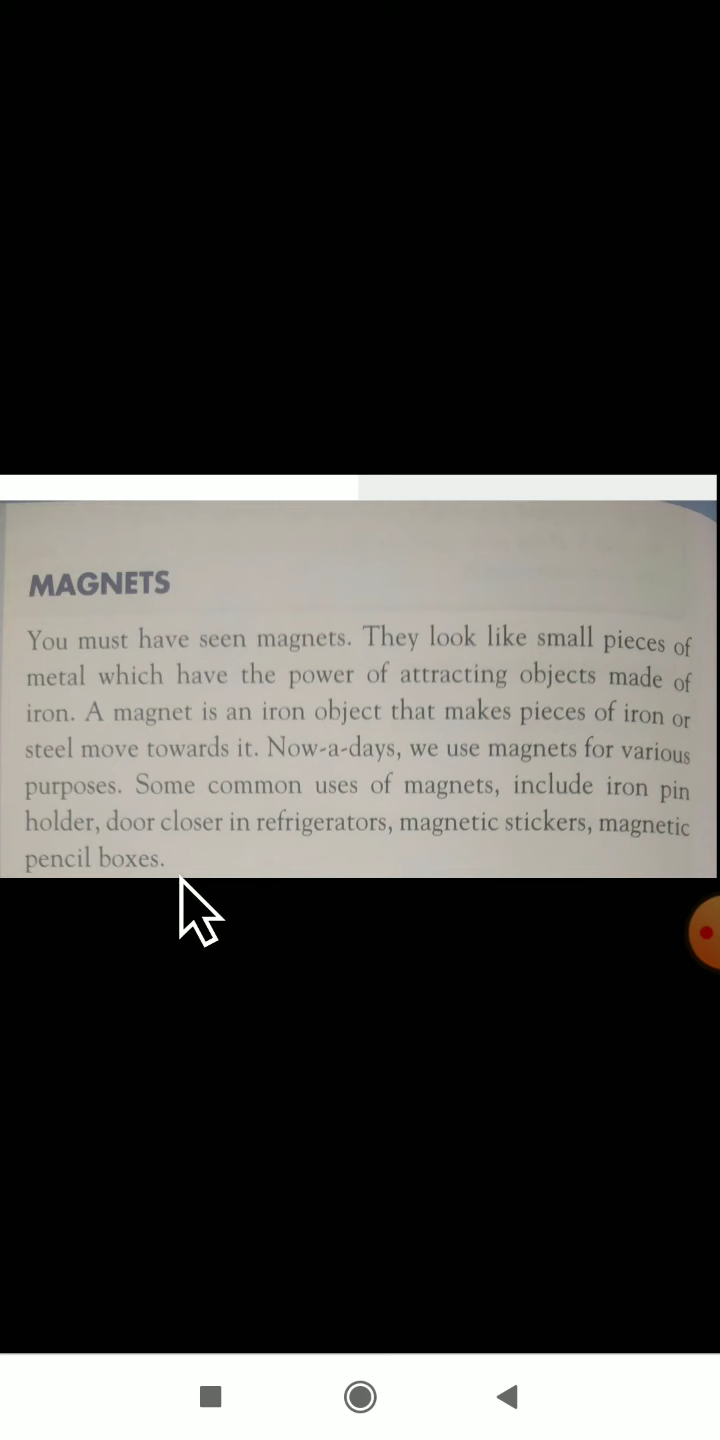 MAGNETS
You must have seen magnets. They look like small pieces of
metal which have the power of attracting objects made of
iron. A magnet is an iron object that makes pieces of iron or
steel move towards it. Now-a-days, we use magnets for various
purposes. Some common uses of magnets, include iron pin
holder, door closer in refrigerators, magnetic stickers, magnetic
pencil boxes.